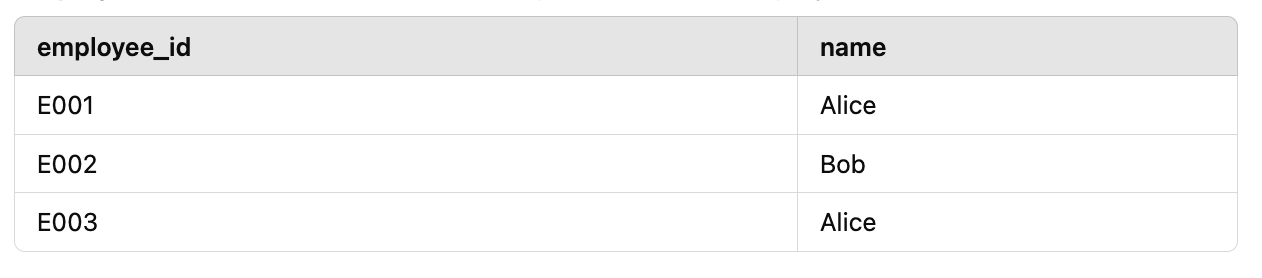 employee_id name
E001 Alice
E002 Bob
E003 Alice